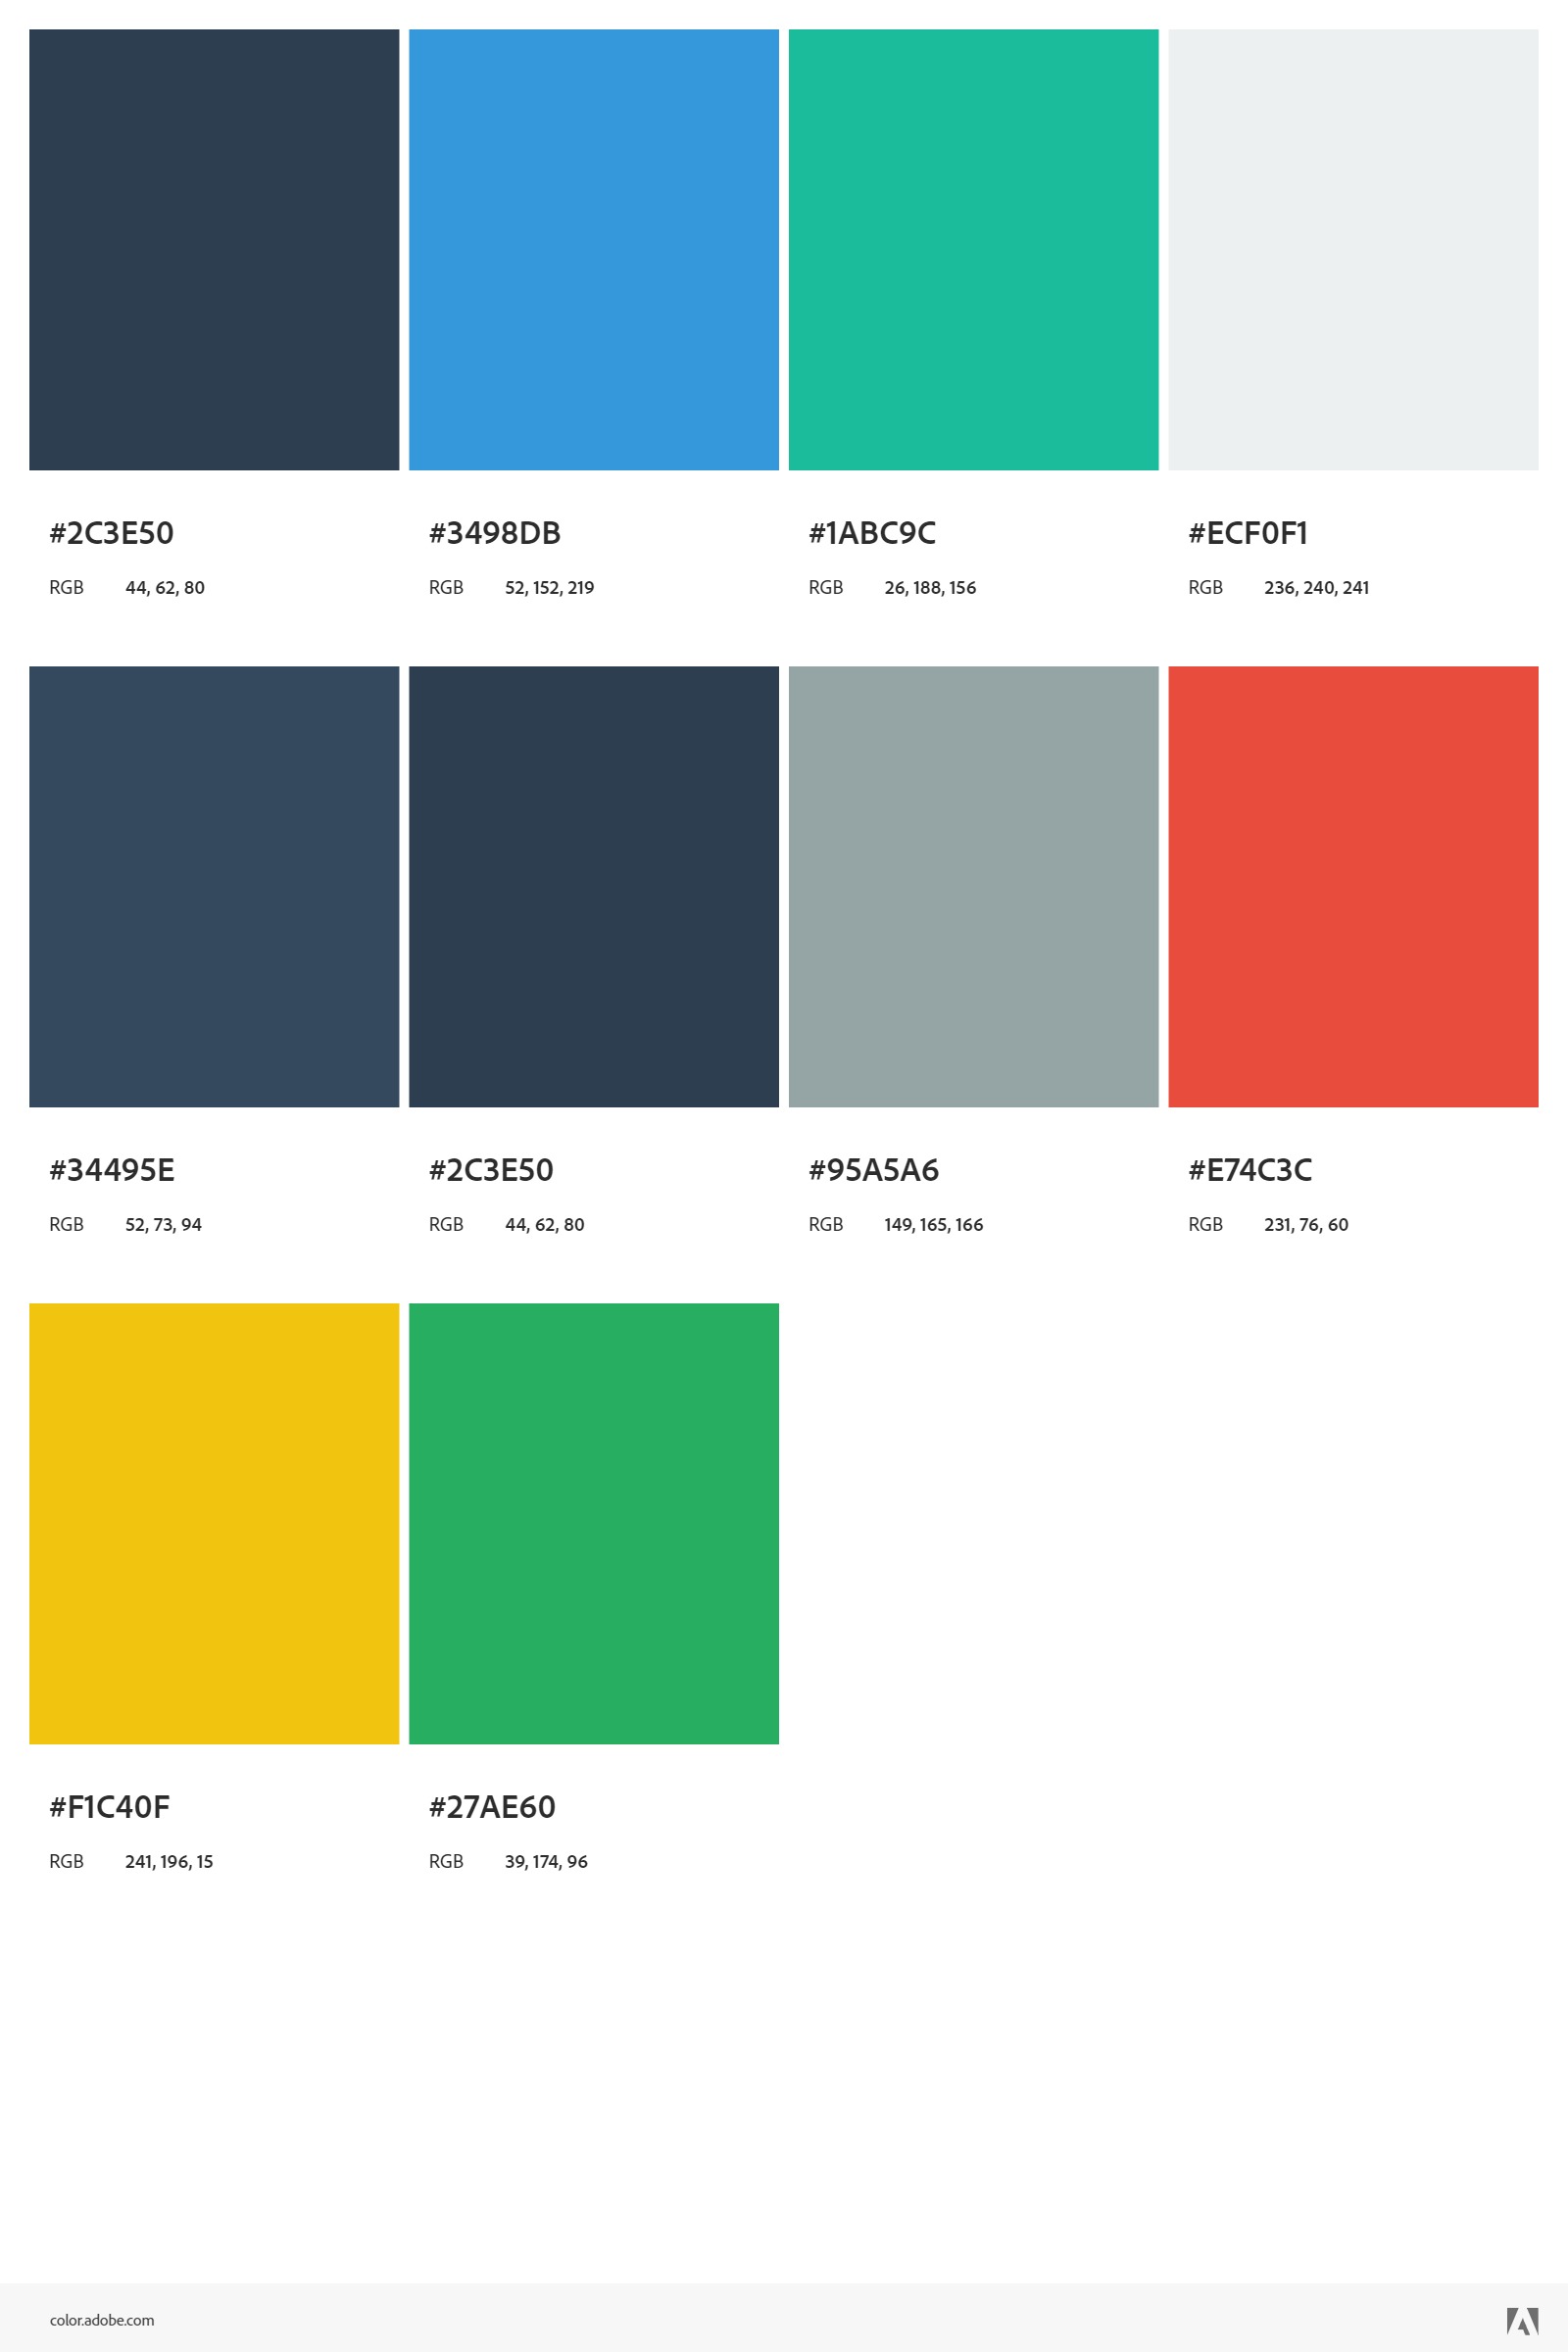 #2C3E50 #3498DB #1ABC9C #ECF0F1
RGB 44, 62, 80 RGB 52, 152, 219 RGB 26, 188, 156 RGB 236, 240, 241
#34495E #2C3E50 #95A5A6 #E74C3C
RGB 52, 73, 94 RGB 44, 62, 80 RGB 149, 165, 166 RGB 231, 76, 60
#F1C40F #27AE60
RGB 241, 196, 15 RGB 39, 174, 96
color.adobe.com